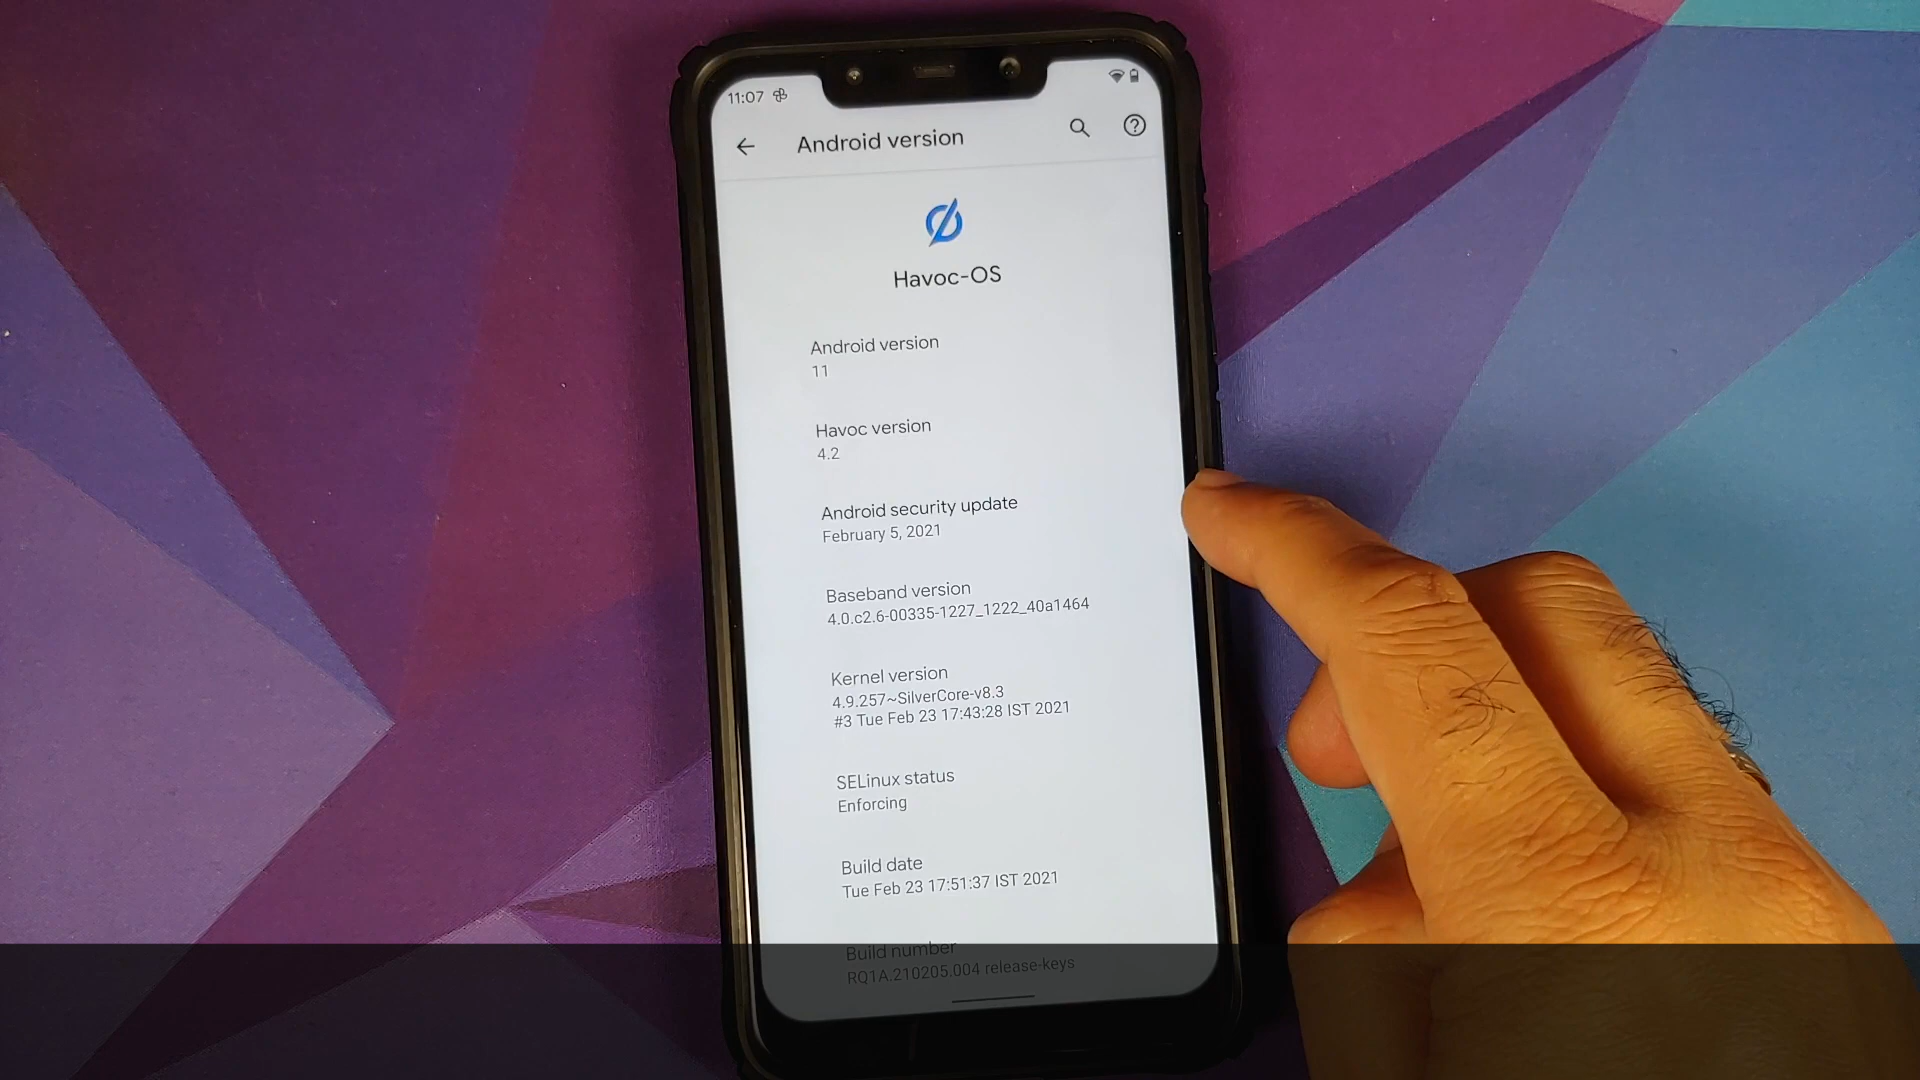 11:07
Android version
Havoc-OS
Android version
11
Havoc version
4.2
Android security update
February 5, 2021
Baseband version
4.0.c2.6-00335-1227_1222_40a1464
Kernel version
4.9.257~SilverCore-v8.3
#3 Tue Feb 23 17:43:28 IST 2021
SELinux status
Enforcing
Build date
Tue Feb 23 17:51:37 IST 2021
Build number
RQ1A.210205.004 release-keys